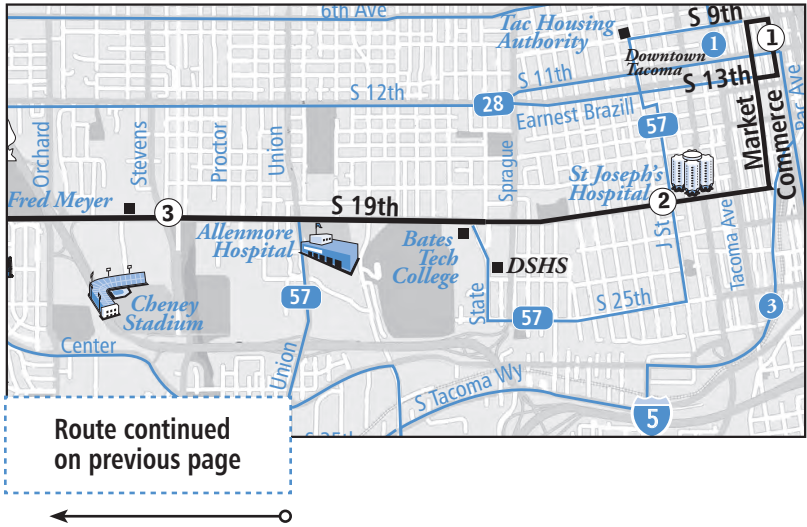 6th Ave
Tac Housing
Authority
S 9th
1
1
Downtown
Tacoma
S 11th
S 13th
Pac Ave
S 12th
28
Earnest Brazill
57
Market
Commerce
Orchard
Stevens
Proctor
Union
Sprague
St Joseph's
Hospital
Fred Meyer
3
S 19th
2
Allenmore
Hospital
Bates
Tech
College
DSHS
J St
Tacoma Ave
Cheney
Stadium
57
State
57
S 25th
3
Center
Union
S Tacoma Wy
5
Route continued
on previous page